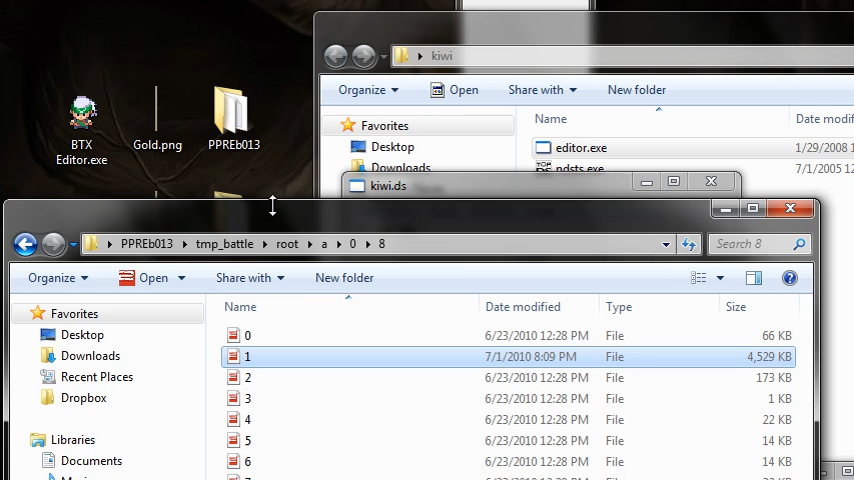 kiwi
Organize Open Share with New folder
Favorites
Name
Date modif
Desktop
editor.exe
1/29/2008
Downloads
ndsts.exe
7/1/2005 12
BTX
Editor.exe
Gold.png
PPREb013
kiwi.ds
PPREb013 tmp_battle root a 0 8
Search 8
Organize Open Share with New folder
Favorites
Desktop
Downloads
Recent Places
Dropbox
Libraries
Documents
Name Date modified Type Size
0 6/23/2010 12:28 PM File 66 KB
1 7/1/2010 8:09 PM File 4,529 KB
2 6/23/2010 12:28 PM File 173 KB
3 6/23/2010 12:28 PM File 1 KB
4 6/23/2010 12:28 PM File 22 KB
5 6/23/2010 12:28 PM File 14 KB
6 6/23/2010 12:28 PM File 14 KB